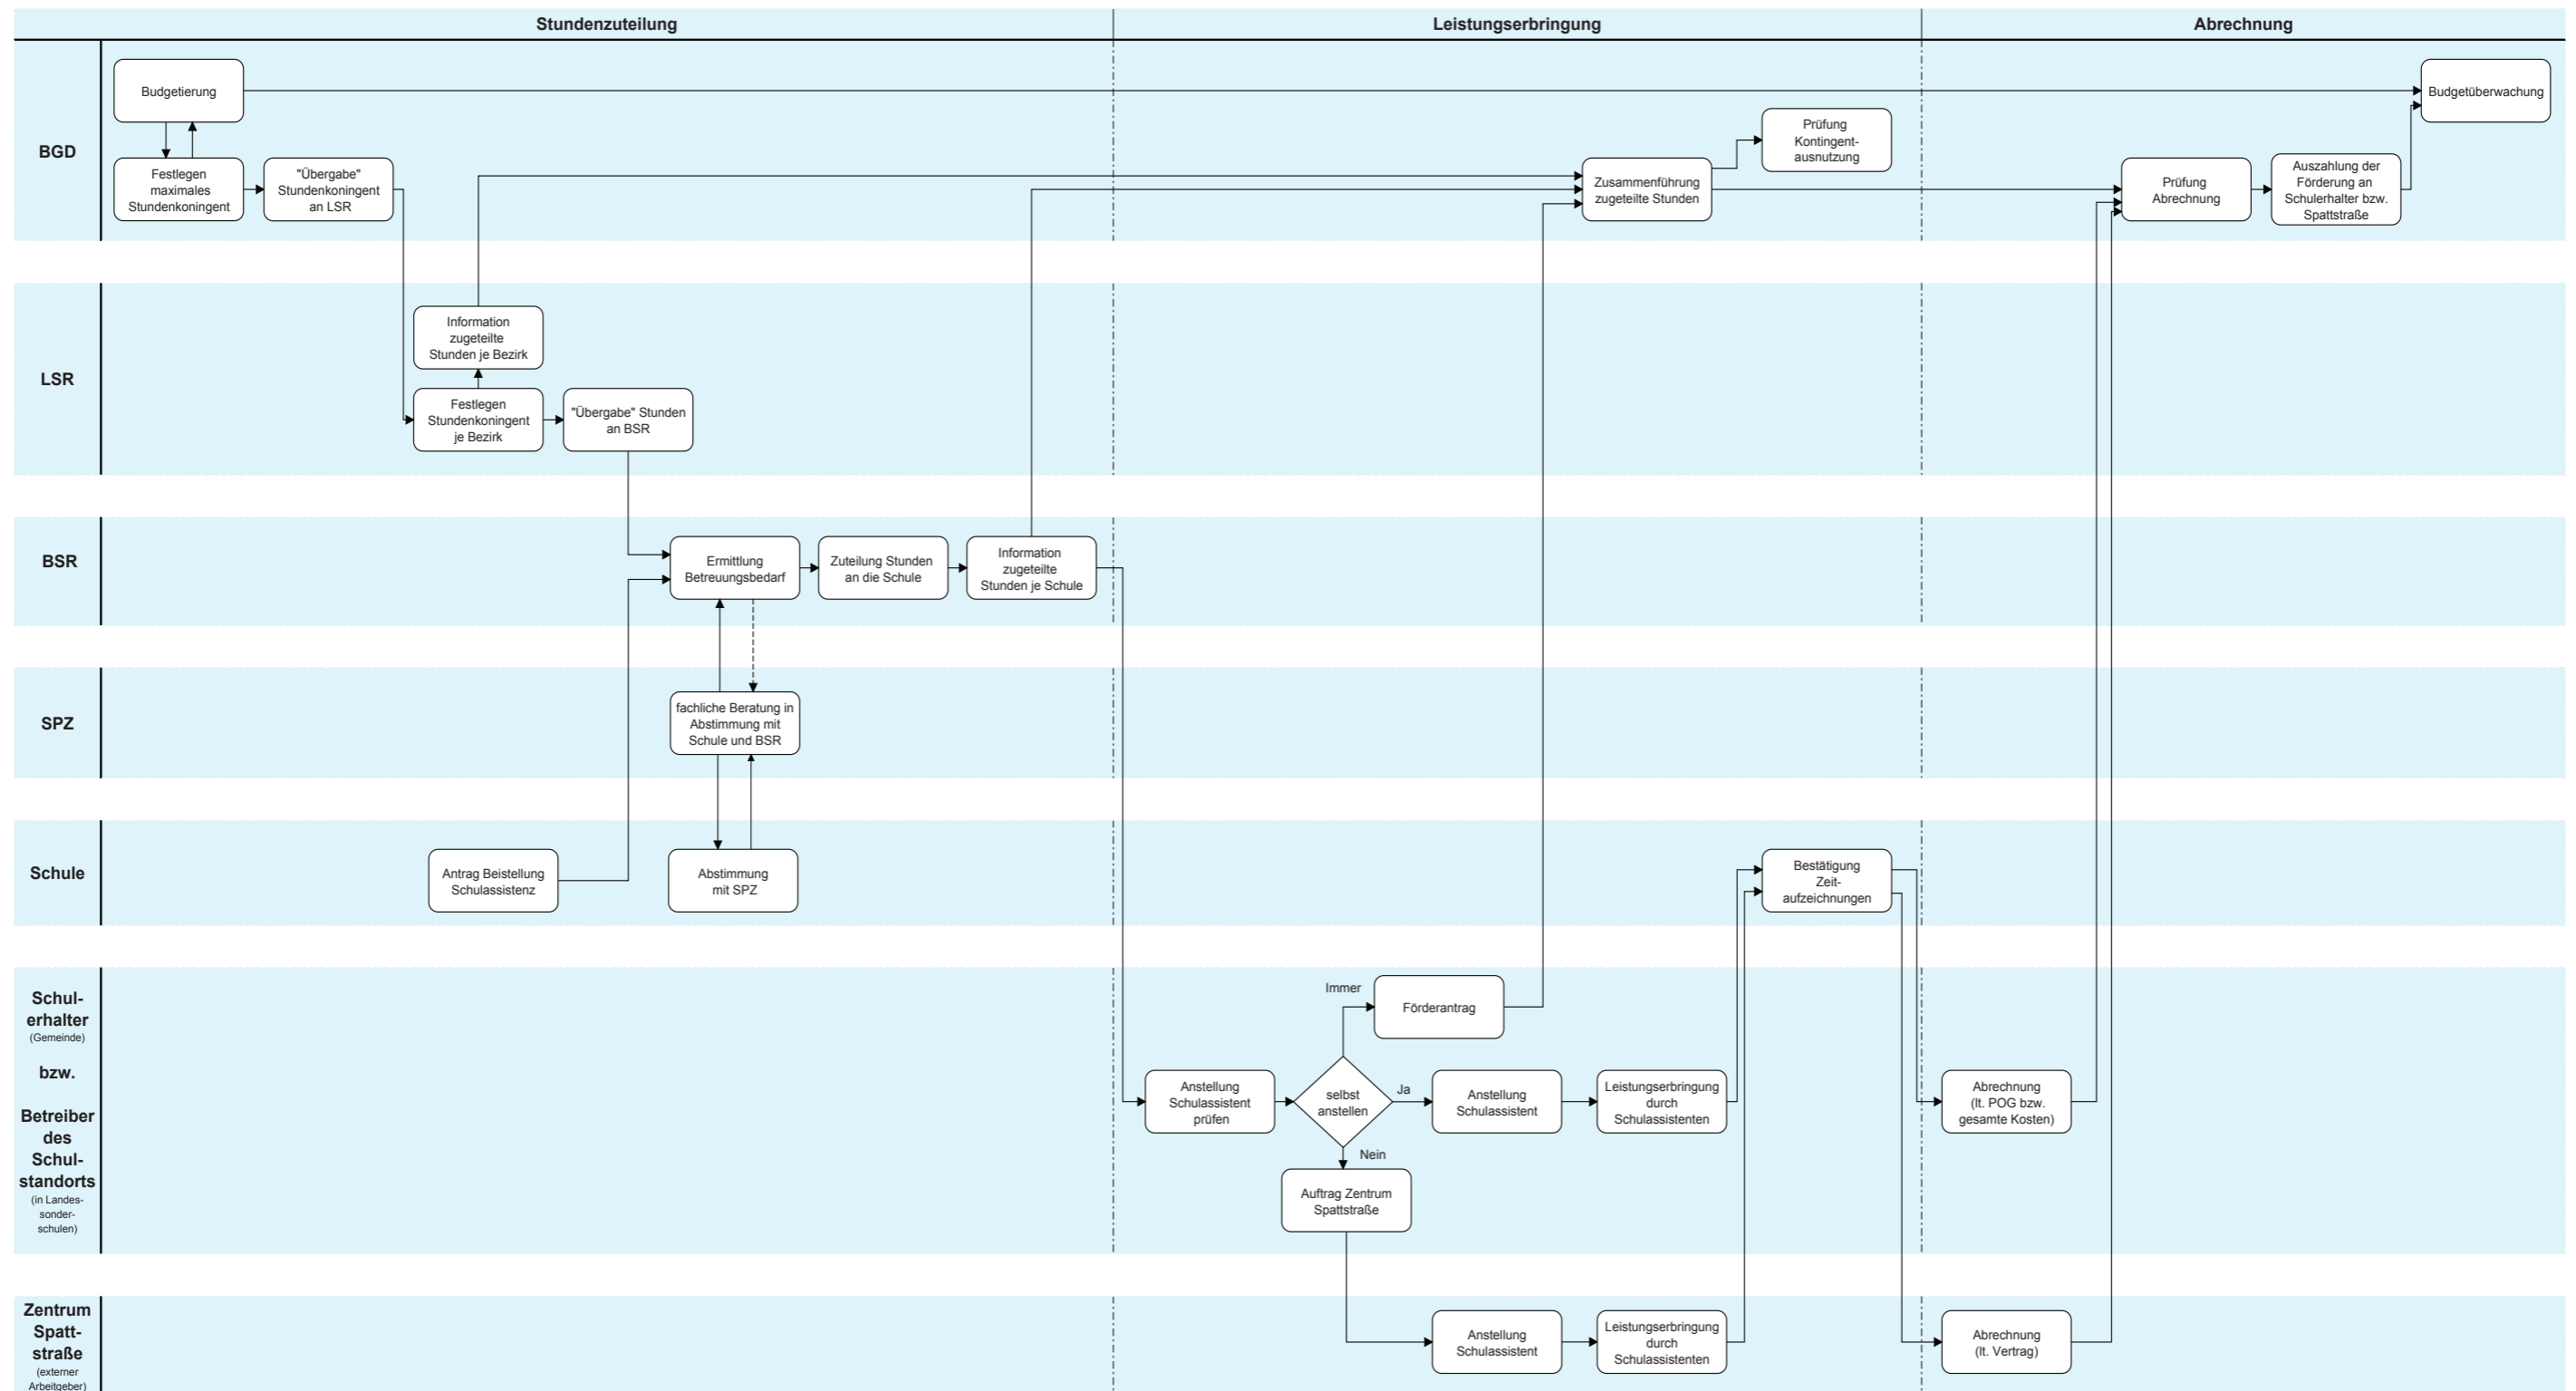 Stundenzuteilung
Leistungserbringung
Abrechnung
BGD
Budgetierung
Budgetüberwachung
Festlegen
maximales
Stundenkoningent
"Übergabe"
Stundenkoningent
an LSR
Zusammenführung
zugeteilte Stunden
Prüfung
Kontingent-
ausnutzung
Prüfung
Abrechnung
Auszahlung der
Förderung an
Schulerhalter bzw.
Spattstraße
LSR
Information
zugeteilte
Stunden je Bezirk
Festlegen
Stundenkoningent
je Bezirk
"Übergabe" Stunden
an BSR
BSR
Ermittlung
Betreuungsbedarf
Zuteilung Stunden
an die Schule
Information
zugeteilte
Stunden je Schule
SPZ
fachliche Beratung in
Abstimmung mit
Schule und BSR
Schule
Antrag Beistellung
Schulassistenz
Abstimmung
mit SPZ
Bestätigung
Zeit-
aufzeichnungen
Schul-
erhalter
(Gemeinde)
bzw.
Betreiber
des
Schul-
standorts
(in Landes-
sonder-
schulen)
Immer
Förderantrag
Anstellung
Schulassistent
prüfen
selbst
anstellen
Ja
Anstellung
Schulassistent
Leistungserbringung
durch
Schulassistenten
Abrechnung
(lt. POG bzw.
gesamte Kosten)
Nein
Auftrag Zentrum
Spattstraße
Zentrum
Spatt-
straße
(externer
Arbeitgeber)
Anstellung
Schulassistent
Leistungserbringung
durch
Schulassistenten
Abrechnung
(lt. Vertrag)